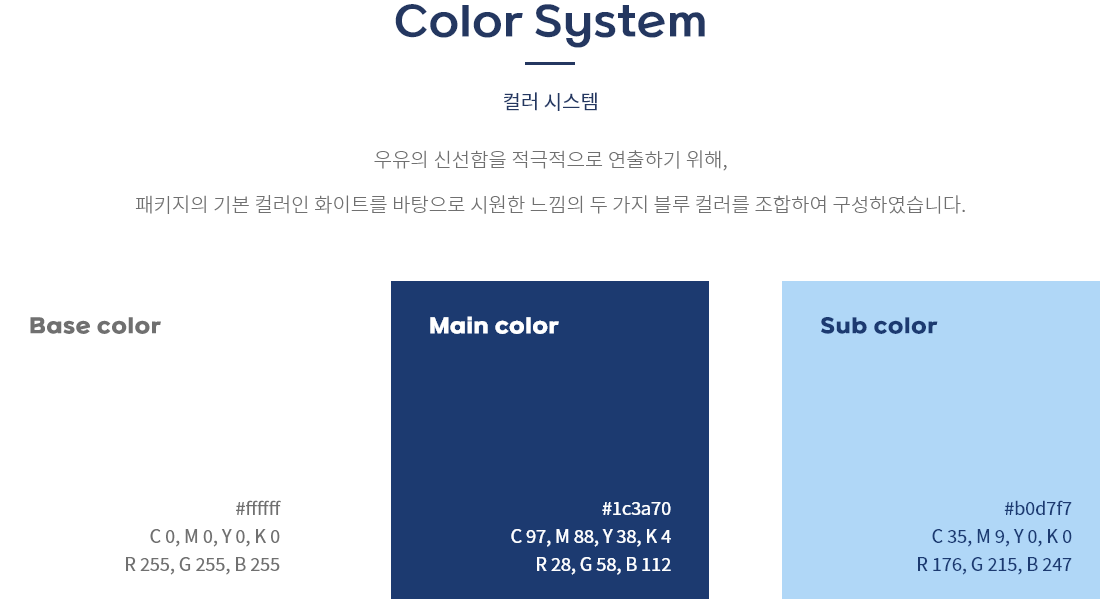 Color System
컬러 시스템
우유의 신선함을 적극적으로 연출하기 위해,
패키지의 기본 컬러인 화이트를 바탕으로 시원한 느낌의 두 가지 블루 컬러를 조합하여 구성하였습니다.
Base color
#ffffff
C 0, M 0, Y 0, K 0
R 255, G 255, B 255
Main color
#1c3a70
C 97, M 88, Y 38, K 4
R 28, G 58, B 112
Sub color
#b0d7f7
C 35, M 9, Y 0, K 0
R 176, G 215, B 247